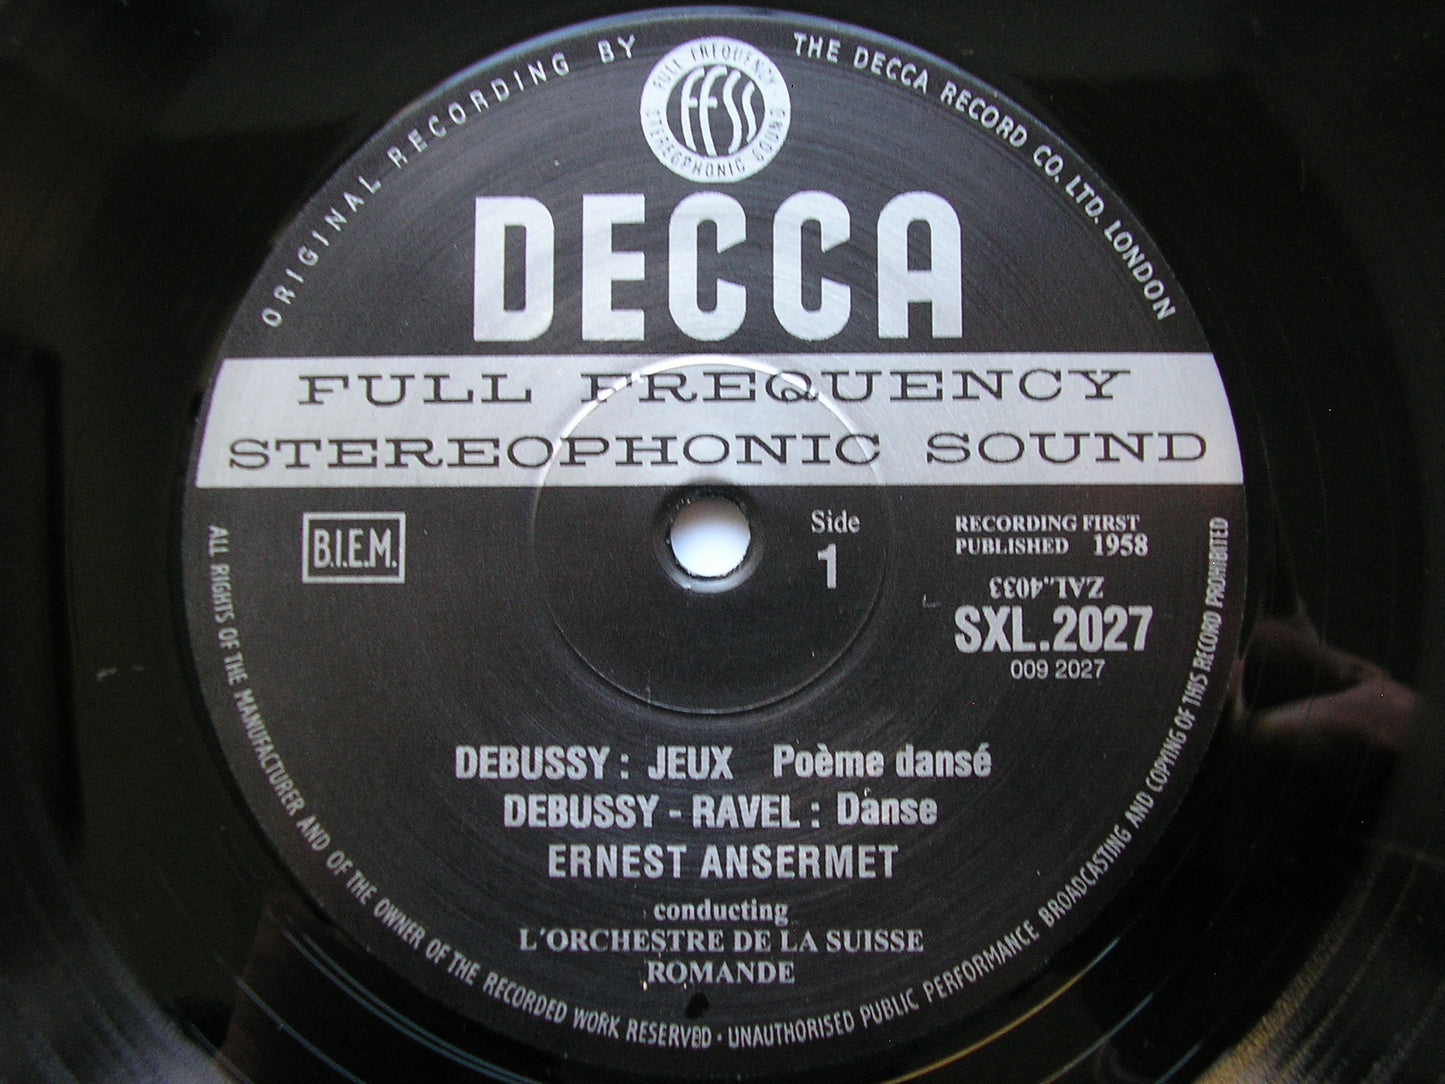 ORIGINAL RECORDING BY
THE DECCA RECORD CO. LTD. LONDON
FULL FREQUENCY
FFSS
STEREOPHONIC SOUND
DECCA
FULL FREQUENCY
STEREOPHONIC SOUND
B.I.E.M.
Side
1
RECORDING FIRST
PUBLISHED 1958
ZAL.4033
SXL.2027
009 2027
DEBUSSY : JEUX Poème dansé
DEBUSSY - RAVEL : Danse
ERNEST ANSERMET
conducting
L'ORCHESTRE DE LA SUISSE
ROMANDE
ALL RIGHTS OF THE MANUFACTURER AND OF THE OWNER OF THE RECORDED WORK RESERVED · UNAUTHORISED PUBLIC PERFORMANCE BROADCASTING AND COPYING OF THIS RECORD PROHIBITED